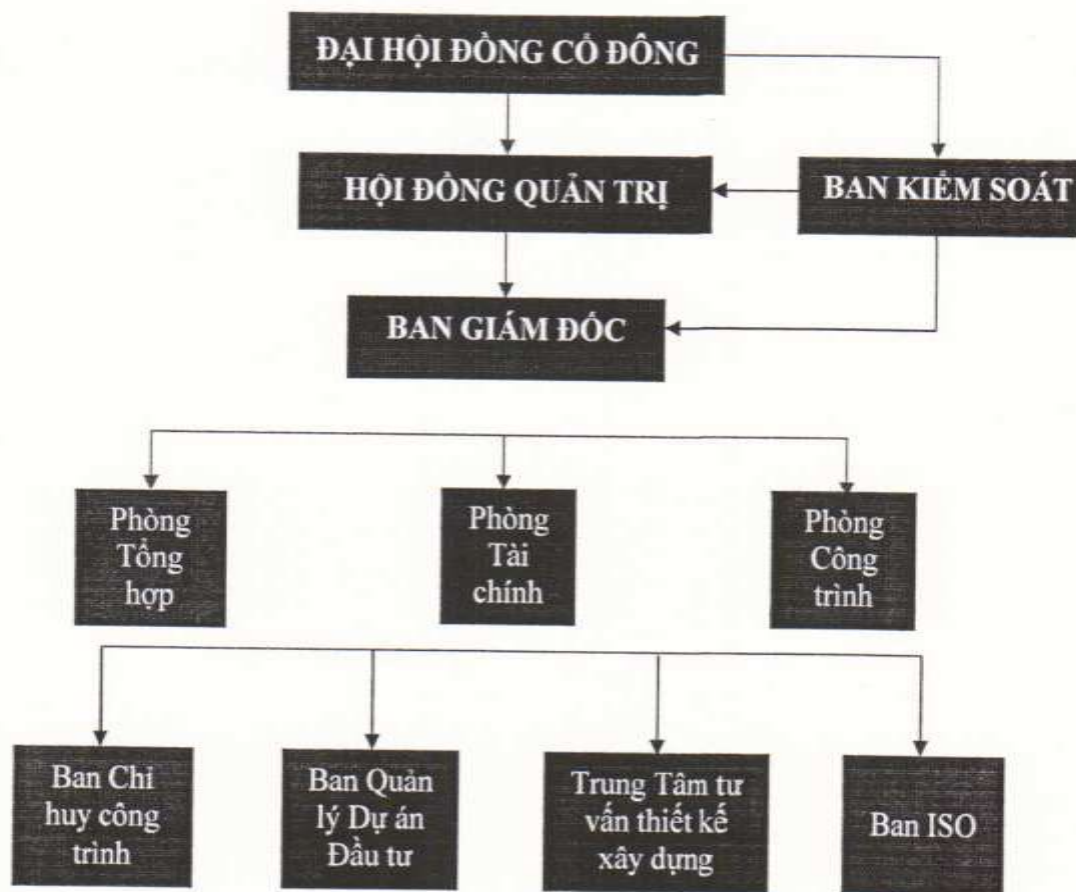 ĐẠI HỘI ĐỒNG CỔ ĐÔNG
HỘI ĐỒNG QUẢN TRỊ
BAN KIỂM SOÁT
BAN GIÁM ĐỐC
Phòng
Tổng
hợp
Phòng
Tài
chính
Phòng
Công
trình
Ban Chỉ
huy công
trình
Ban Quản
lý Dự án
Đầu tư
Trung Tâm tư
vấn thiết kế
xây dựng
Ban ISO